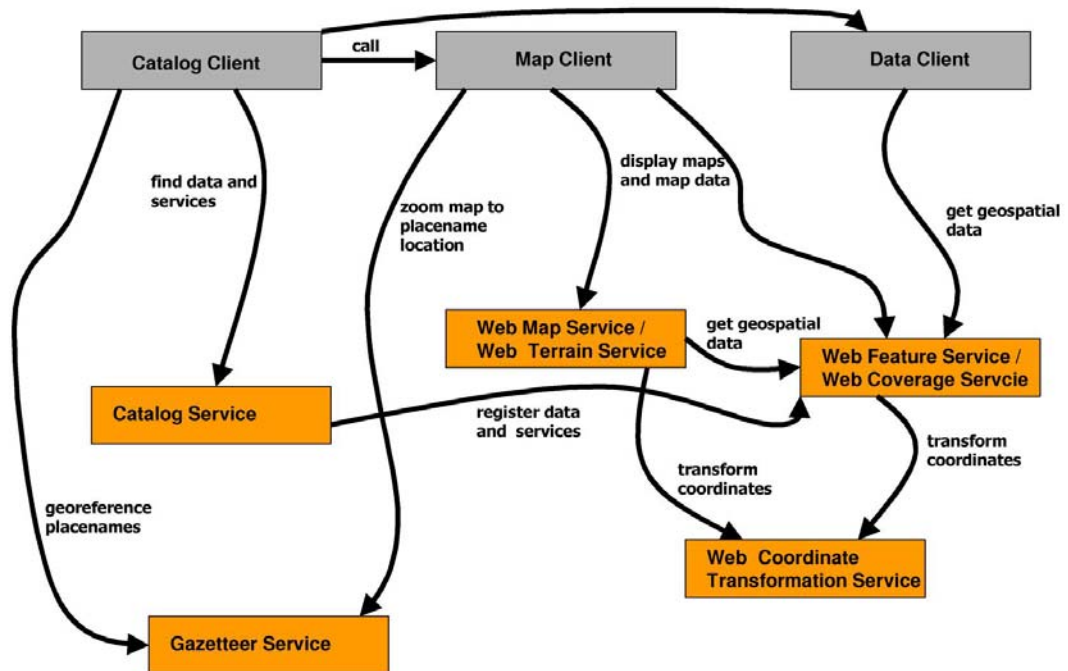 call
Catalog Client
Map Client
Data Client
find data and
services
display maps
and map data
zoom map to
placename
location
get geospatial
data
Web Map Service /
Web Terrain Service
get geospatial
data
Web Feature Service /
Web Coverage Servcie
Catalog Service
register data
and services
transform
coordinates
transform
coordinates
georeference
placenames
Web Coordinate
Transformation Service
Gazetteer Service